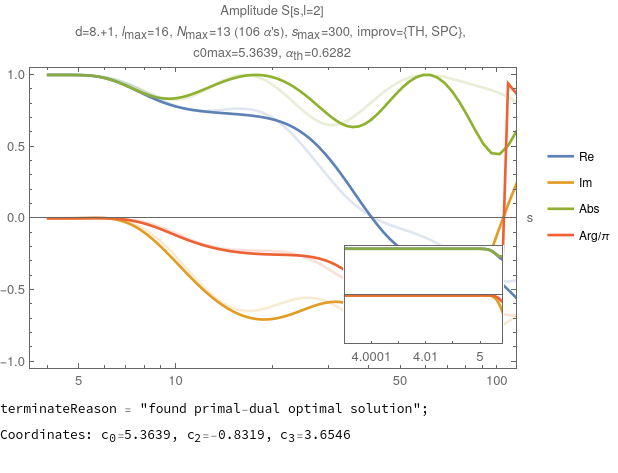 Amplitude S[s,l=2]
d=8.+1, lmax=16, Nmax=13 (106 α's), smax=300, improv={TH, SPC},
c0max=5.3639, αth=0.6282
1.0
0.5
0.0
−0.5
−1.0
s
Re
Im
Abs
Arg/π
4.0001 4.01 5
5 10 50 100
terminateReason = "found primal-dual optimal solution";
Coordinates: c0=5.3639, c2=-0.8319, c3=3.6546